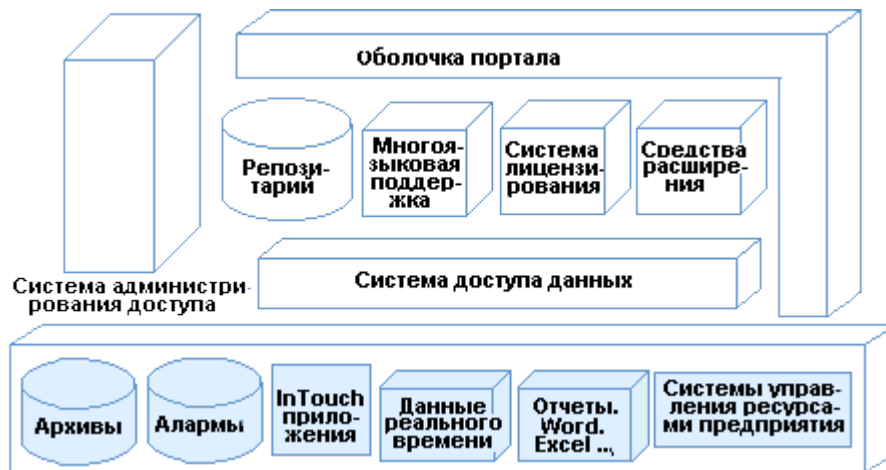 Оболочка портала
Репози-
тарий
Многоя-
зыковая
поддер-
жка
Система
лицензи-
рования
Средства
расшире-
ния
Система администри-
рования доступа
Система доступа данных
Архивы
Алармы
InTouch
прило-
жения
Данные
реального
времени
Отчеты.
Word.
Excel ..,
Системы управ-
ления ресурса-
ми предприятия